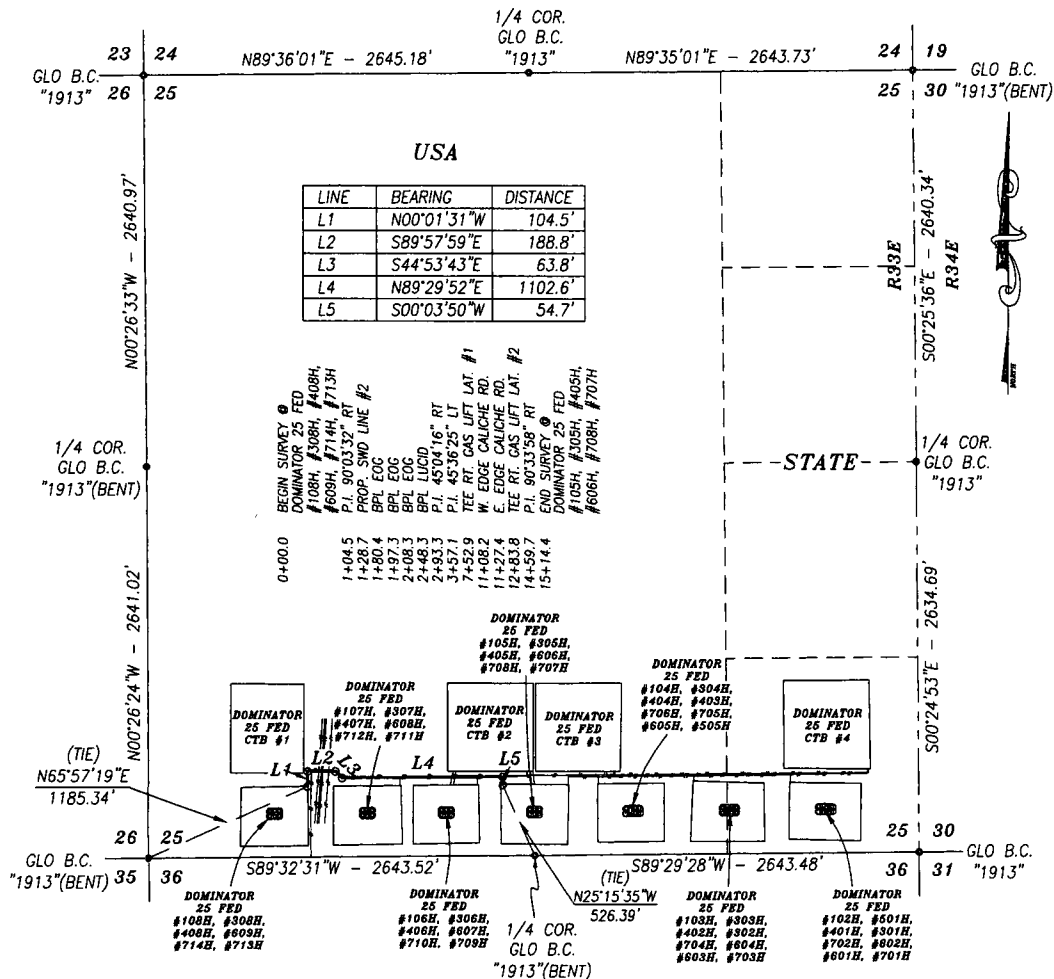 1/4 COR.
GLO B.C.
"1913"
23 24
N89°36'01"E - 2645.18'
N89°35'01"E - 2643.73'
24 19
GLO B.C.
"1913"
26 25
25 30
GLO B.C.
"1913"(BENT)
USA
LINE BEARING DISTANCE
L1 N00°01'31"W 104.5'
L2 S89°57'59"E 188.8'
L3 S44°53'43"E 63.8'
L4 N89°29'52"E 1102.6'
L5 S00°03'50"W 54.7'
N00°26'33"W - 2640.97'
R33E
R34E
S00°25'36"E - 2640.34'
NORTH
0+00.0 BEGIN SURVEY @
DOMINATOR 25 FED
#108H, #308H, #408H,
#609H, #714H, #713H
1+04.5 P.I. 90°03'32" RT
1+28.7 PROP. SWD LINE #2
1+80.4 BPL EOG
1+97.3 BPL EOG
2+08.3 BPL EOG
2+48.3 BPL LUCID
2+93.3 P.I. 45°04'16" RT
3+57.1 P.I. 45°36'25" LT
7+52.9 TEE RT. GAS LIFT LAT. #1
11+08.2 W. EDGE CALICHE RD.
11+27.4 E. EDGE CALICHE RD.
12+83.8 TEE RT. GAS LIFT LAT. #2
14+59.7 P.I. 90°33'58" RT
15+14.4 END SURVEY @
DOMINATOR 25 FED
#105H, #305H, #405H,
#606H, #708H, #707H
1/4 COR.
GLO B.C.
"1913"(BENT)
STATE
1/4 COR.
GLO B.C.
"1913"
N00°26'24"W - 2641.02'
S00°24'53"E - 2634.69'
DOMINATOR
25 FED
#105H, #305H,
#405H, #606H,
#708H, #707H
DOMINATOR
25 FED
#104H, #304H,
#404H, #403H,
#706H, #705H,
#605H, #505H
DOMINATOR
25 FED
#107H, #307H,
#407H, #608H,
#712H, #711H
DOMINATOR
25 FED
CTB #1
DOMINATOR
25 FED
CTB #2
DOMINATOR
25 FED
CTB #3
DOMINATOR
25 FED
CTB #4
(TIE)
N65°57'19"E
1185.34'
L1
L2
L3
L4
L5
26 25
25 30
GLO B.C.
"1913"(BENT)
35 36
S89°32'31"W - 2643.52'
S89°29'28"W - 2643.48'
36 31
GLO B.C.
"1913"
(TIE)
N25°15'35"W
526.39'
DOMINATOR
25 FED
#108H, #308H,
#408H, #609H,
#714H, #713H
DOMINATOR
25 FED
#106H, #306H,
#406H, #607H,
#710H, #709H
1/4 COR.
GLO B.C.
"1913"(BENT)
DOMINATOR
25 FED
#103H, #303H,
#402H, #302H,
#704H, #604H,
#603H, #703H
DOMINATOR
25 FED
#102H, #501H,
#401H, #301H,
#702H, #602H,
#601H, #701H